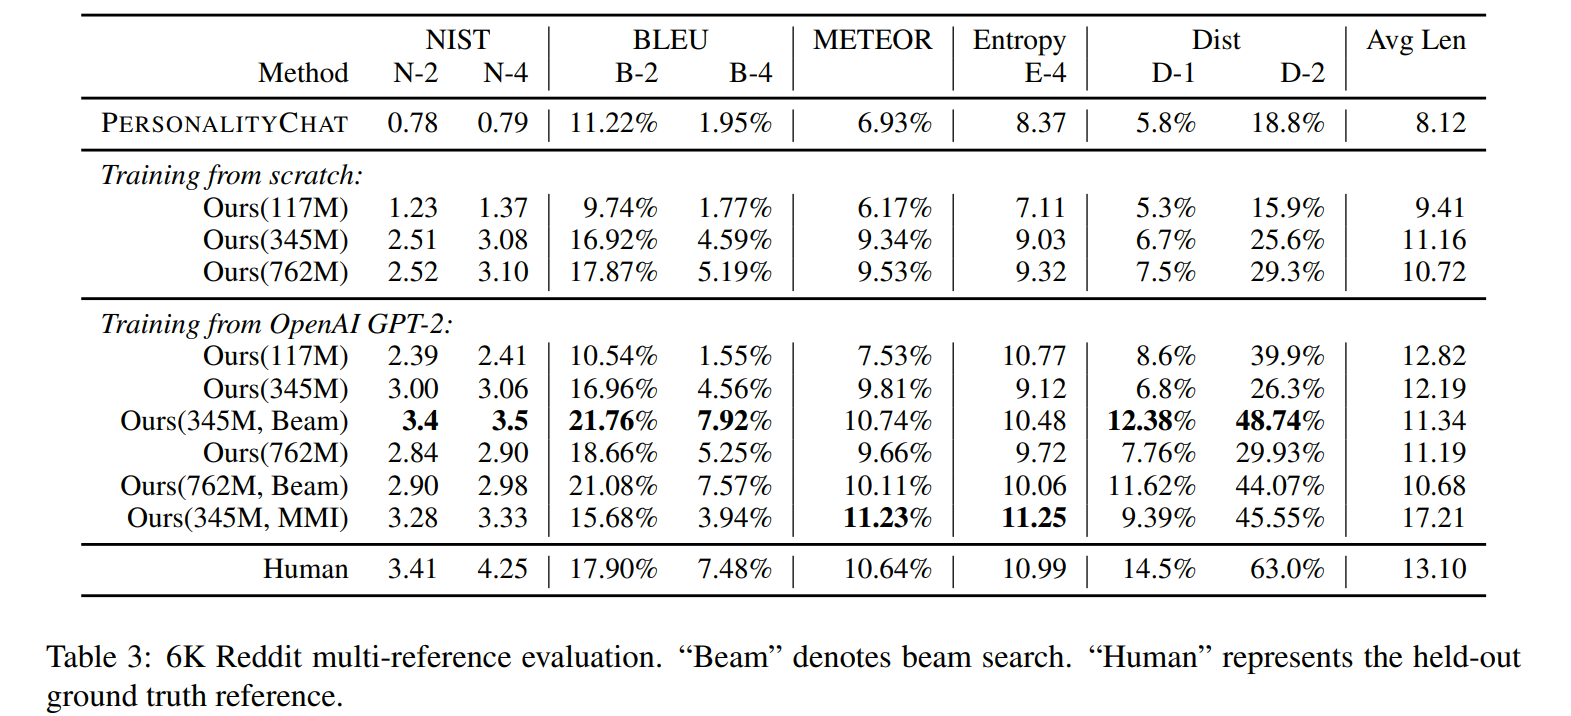 NIST BLEU METEOR Entropy Dist Avg Len
Method N-2 N-4 B-2 B-4 E-4 D-1 D-2
PERSONALITYCHAT 0.78 0.79 11.22% 1.95% 6.93% 8.37 5.8% 18.8% 8.12
Training from scratch:
Ours(117M) 1.23 1.37 9.74% 1.77% 6.17% 7.11 5.3% 15.9% 9.41
Ours(345M) 2.51 3.08 16.92% 4.59% 9.34% 9.03 6.7% 25.6% 11.16
Ours(762M) 2.52 3.10 17.87% 5.19% 9.53% 9.32 7.5% 29.3% 10.72
Training from OpenAI GPT-2:
Ours(117M) 2.39 2.41 10.54% 1.55% 7.53% 10.77 8.6% 39.9% 12.82
Ours(345M) 3.00 3.06 16.96% 4.56% 9.81% 9.12 6.8% 26.3% 12.19
Ours(345M, Beam) 3.4 3.5 21.76% 7.92% 10.74% 10.48 12.38% 48.74% 11.34
Ours(762M) 2.84 2.90 18.66% 5.25% 9.66% 9.72 7.76% 29.93% 11.19
Ours(762M, Beam) 2.90 2.98 21.08% 7.57% 10.11% 10.06 11.62% 44.07% 10.68
Ours(345M, MMI) 3.28 3.33 15.68% 3.94% 11.23% 11.25 9.39% 45.55% 17.21
Human 3.41 4.25 17.90% 7.48% 10.64% 10.99 14.5% 63.0% 13.10
Table 3: 6K Reddit multi-reference evaluation. “Beam” denotes beam search. “Human” represents the held-out
ground truth reference.